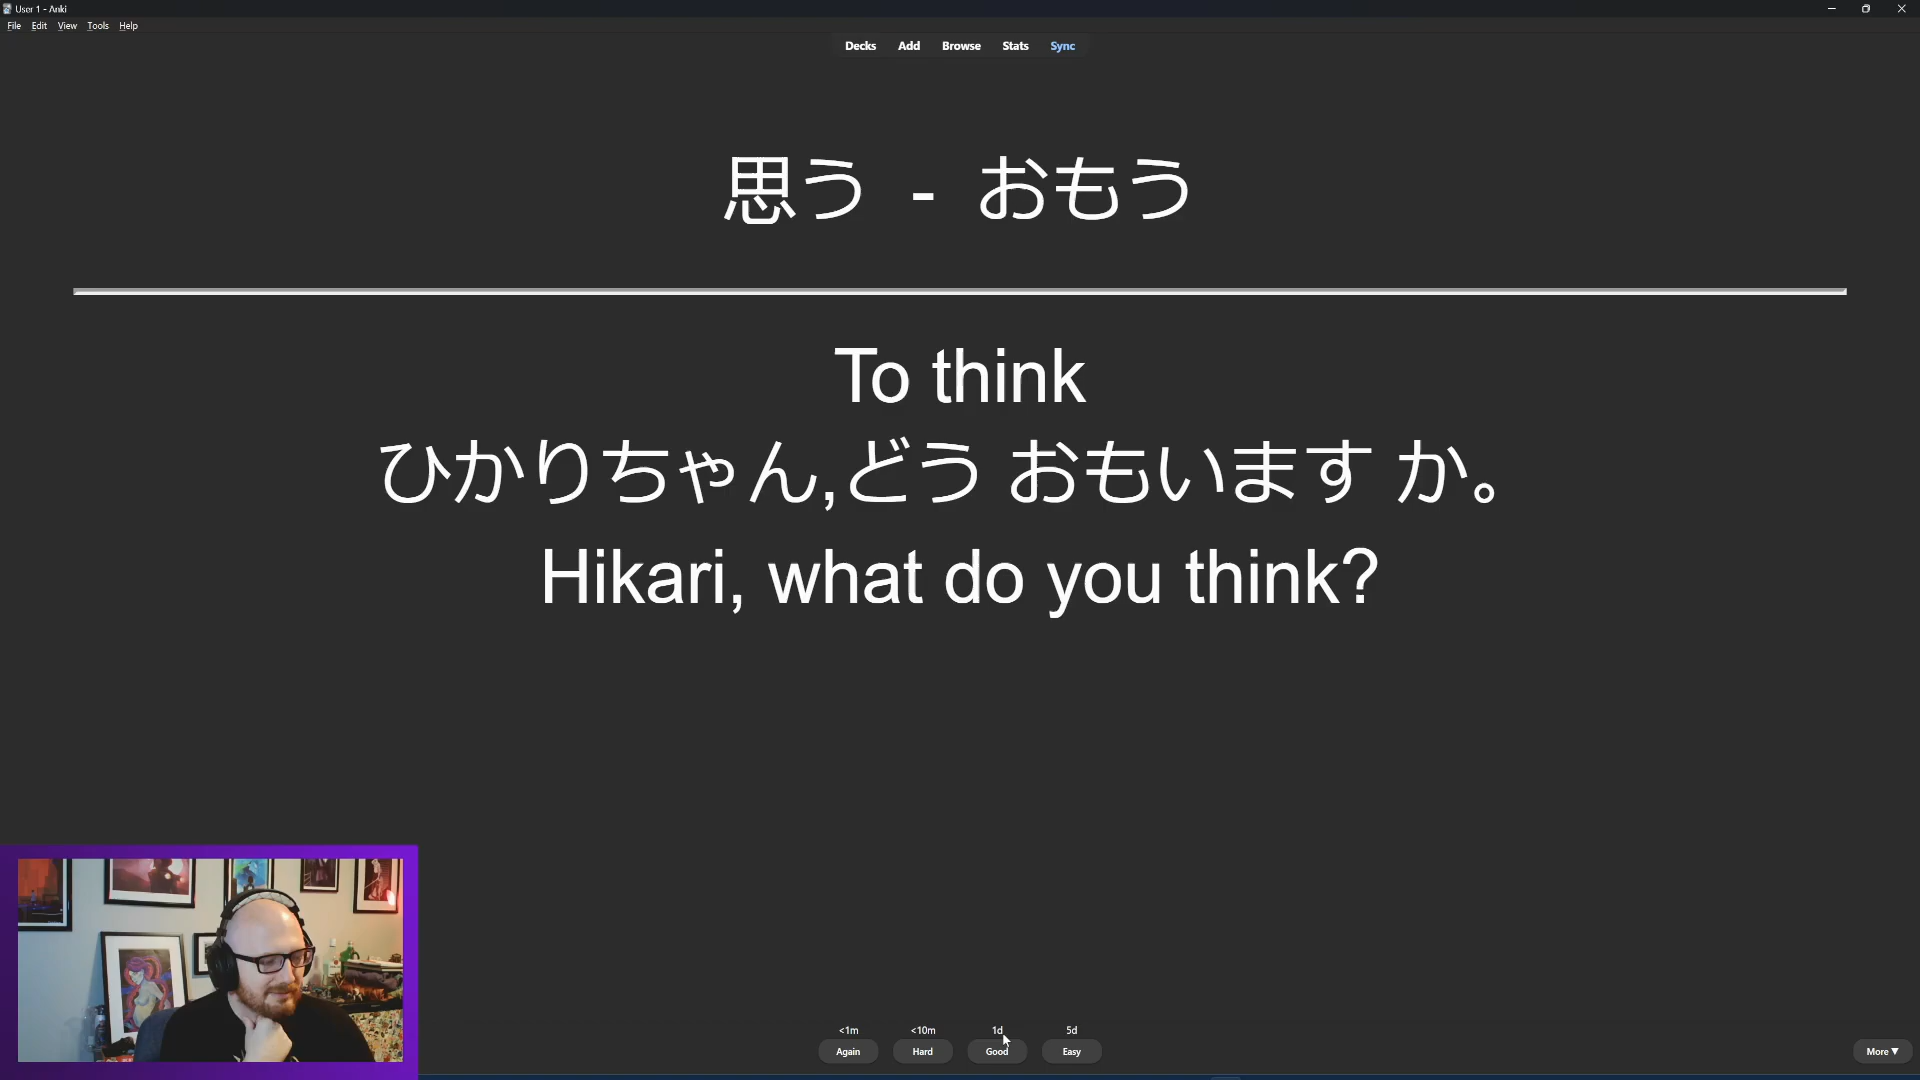 User 1 - Anki
File Edit View Tools Help
Decks Add Browse Stats Sync
思う - おもう
To think
ひかりちゃん,どう おもいます か。
Hikari, what do you think?
<1m <10m 1d 5d
Again Hard Good Easy
More ▼